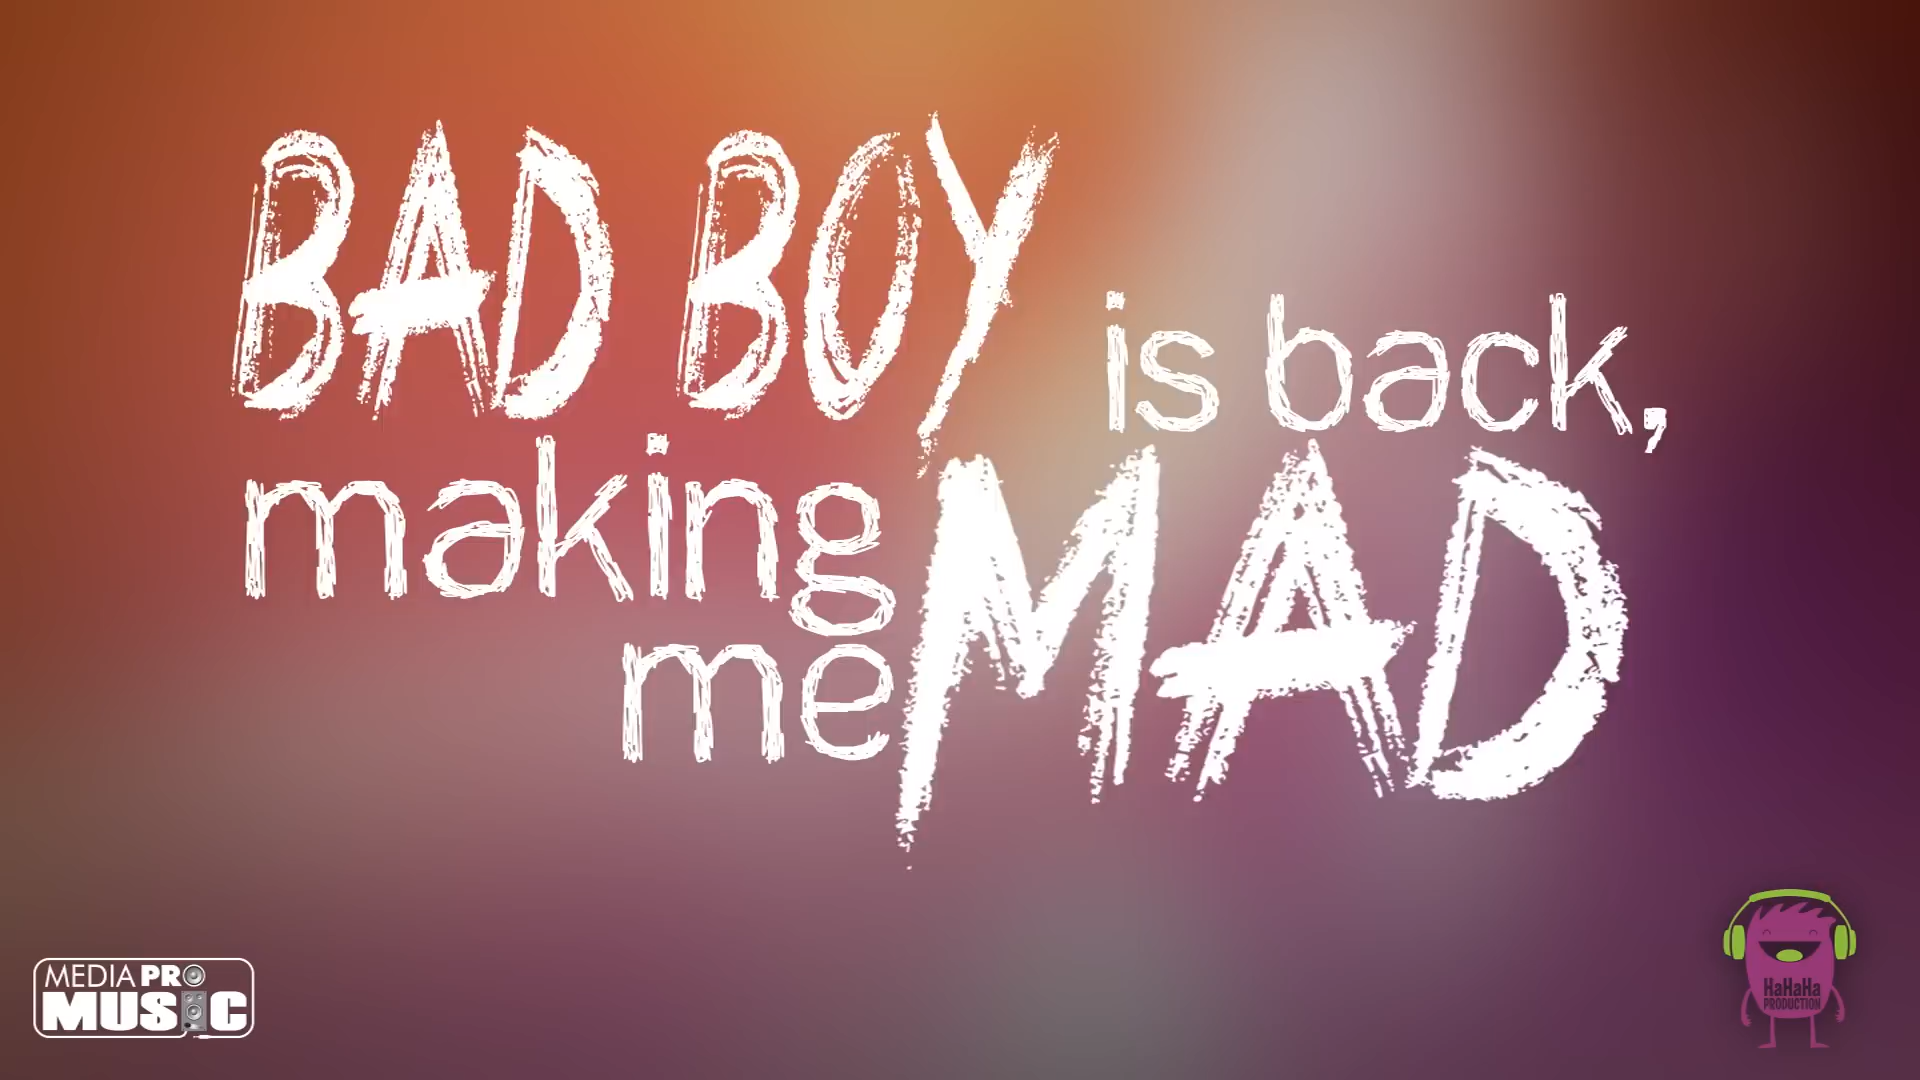 BAD BOY is back,
making
me MAD
MEDIA PRO
MUSIC
HaHaHa
PRODUCTION